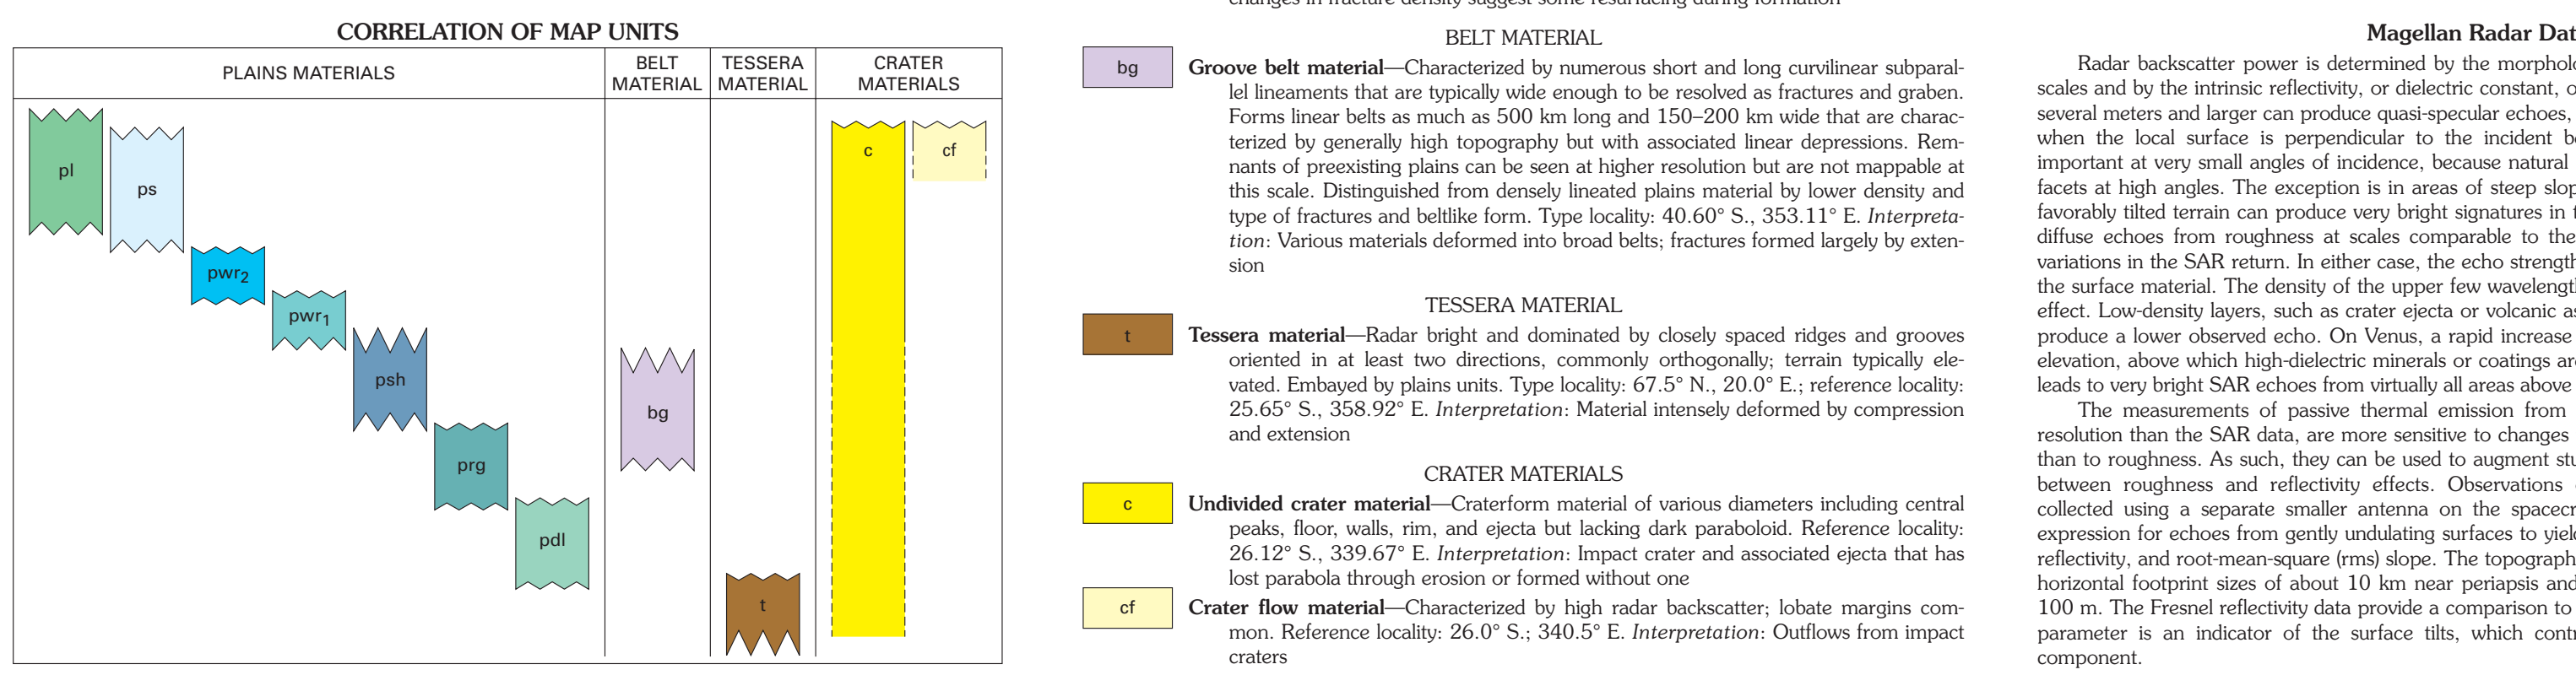 CORRELATION OF MAP UNITS
PLAINS MATERIALS
BELT
MATERIAL
TESSERA
MATERIAL
CRATER
MATERIALS
pl
ps
pwr2
pwr1
psh
prg
pdl
bg
t
c
cf
changes in fracture density suggest some resurfacing during formation
BELT MATERIAL
bg
Groove belt material—Characterized by numerous short and long curvilinear subparal-
lel lineaments that are typically wide enough to be resolved as fractures and graben.
Forms linear belts as much as 500 km long and 150–200 km wide that are charac-
terized by generally high topography but with associated linear depressions. Rem-
nants of preexisting plains can be seen at higher resolution but are not mappable at
this scale. Distinguished from densely lineated plains material by lower density and
type of fractures and beltlike form. Type locality: 40.60° S., 353.11° E. Interpreta-
tion: Various materials deformed into broad belts; fractures formed largely by exten-
sion
TESSERA MATERIAL
t
Tessera material—Radar bright and dominated by closely spaced ridges and grooves
oriented in at least two directions, commonly orthogonally; terrain typically ele-
vated. Embayed by plains units. Type locality: 67.5° N., 20.0° E.; reference locality:
25.65° S., 358.92° E. Interpretation: Material intensely deformed by compression
and extension
CRATER MATERIALS
c
Undivided crater material—Craterform material of various diameters including central
peaks, floor, walls, rim, and ejecta but lacking dark paraboloid. Reference locality:
26.12° S., 339.67° E. Interpretation: Impact crater and associated ejecta that has
lost parabola through erosion or formed without one
cf
Crater flow material—Characterized by high radar backscatter; lobate margins com-
mon. Reference locality: 26.0° S.; 340.5° E. Interpretation: Outflows from impact
craters
Magellan Radar Dat
Radar backscatter power is determined by the morphol
scales and by the intrinsic reflectivity, or dielectric constant, o
several meters and larger can produce quasi-specular echoes,
when the local surface is perpendicular to the incident b
important at very small angles of incidence, because natural
facets at high angles. The exception is in areas of steep slop
favorably tilted terrain can produce very bright signatures in
diffuse echoes from roughness at scales comparable to the
variations in the SAR return. In either case, the echo strength
the surface material. The density of the upper few wavelength
effect. Low-density layers, such as crater ejecta or volcanic as
produce a lower observed echo. On Venus, a rapid increase
elevation, above which high-dielectric minerals or coatings are
leads to very bright SAR echoes from virtually all areas above
The measurements of passive thermal emission from
resolution than the SAR data, are more sensitive to changes
than to roughness. As such, they can be used to augment stu
between roughness and reflectivity effects. Observations
collected using a separate smaller antenna on the spacecr
expression for echoes from gently undulating surfaces to yiel
reflectivity, and root-mean-square (rms) slope. The topograph
horizontal footprint sizes of about 10 km near periapsis and
100 m. The Fresnel reflectivity data provide a comparison to
parameter is an indicator of the surface tilts, which cont
component.